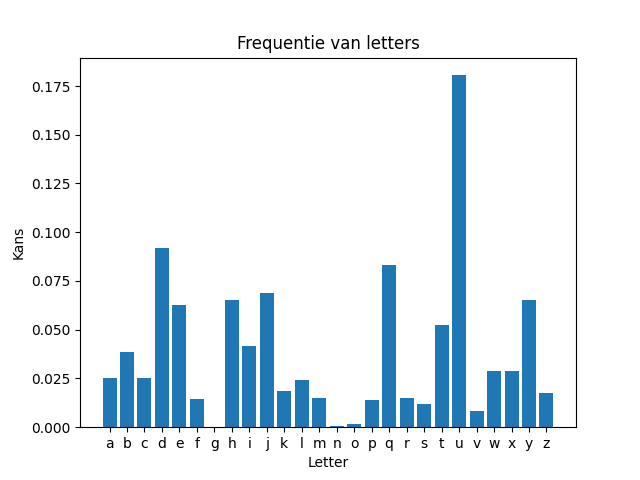 Frequentie van letters
0.175
0.150
0.125
0.100
0.075
0.050
0.025
0.000
Kans
a b c d e f g h i j k l m n o p q r s t u v w x y z
Letter